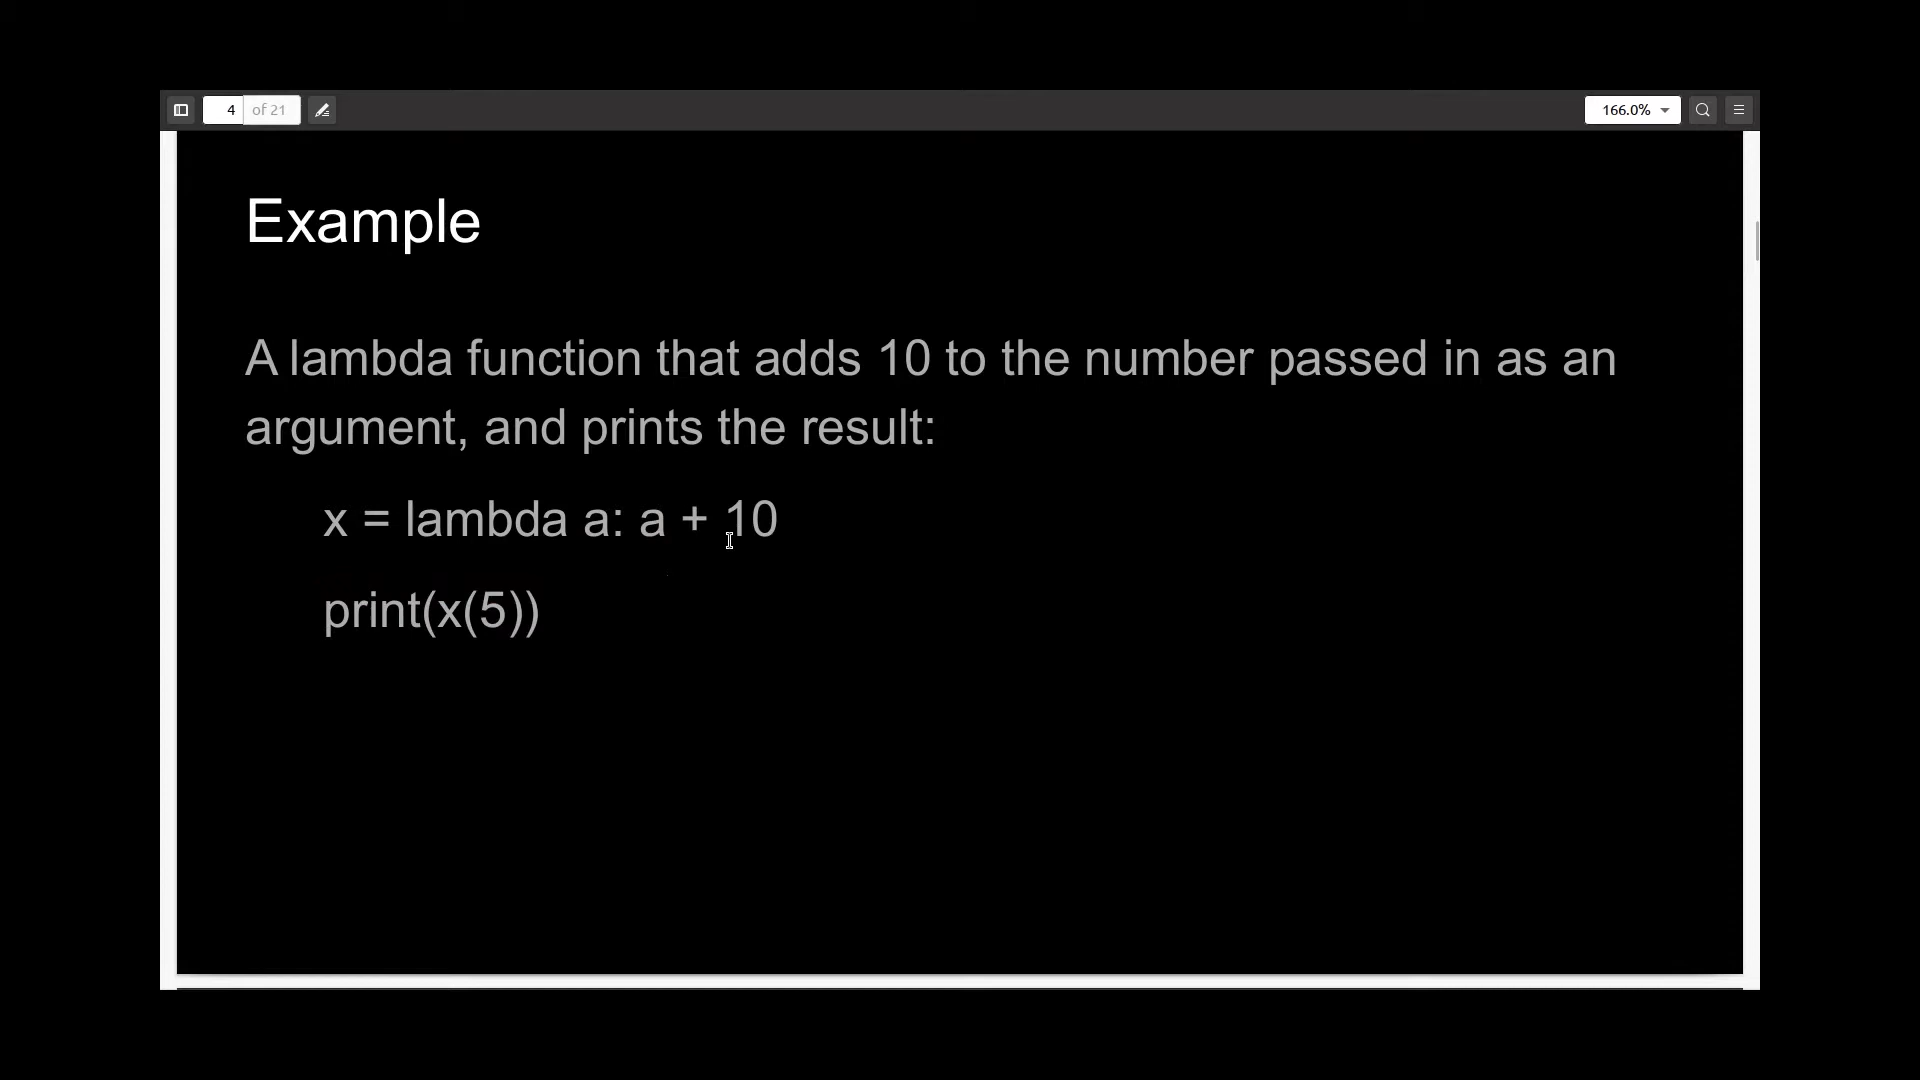 4 of 21 166.0%
Example
A lambda function that adds 10 to the number passed in as an
argument, and prints the result:
x = lambda a: a + 10
print(x(5))